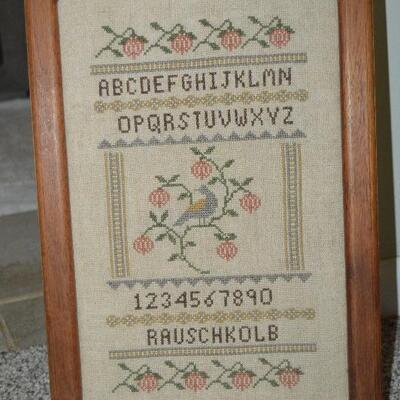 ABCDEFGHIJKLMN
OPQRSTUVWXYZ
1234567890
RAUSCHKOLB